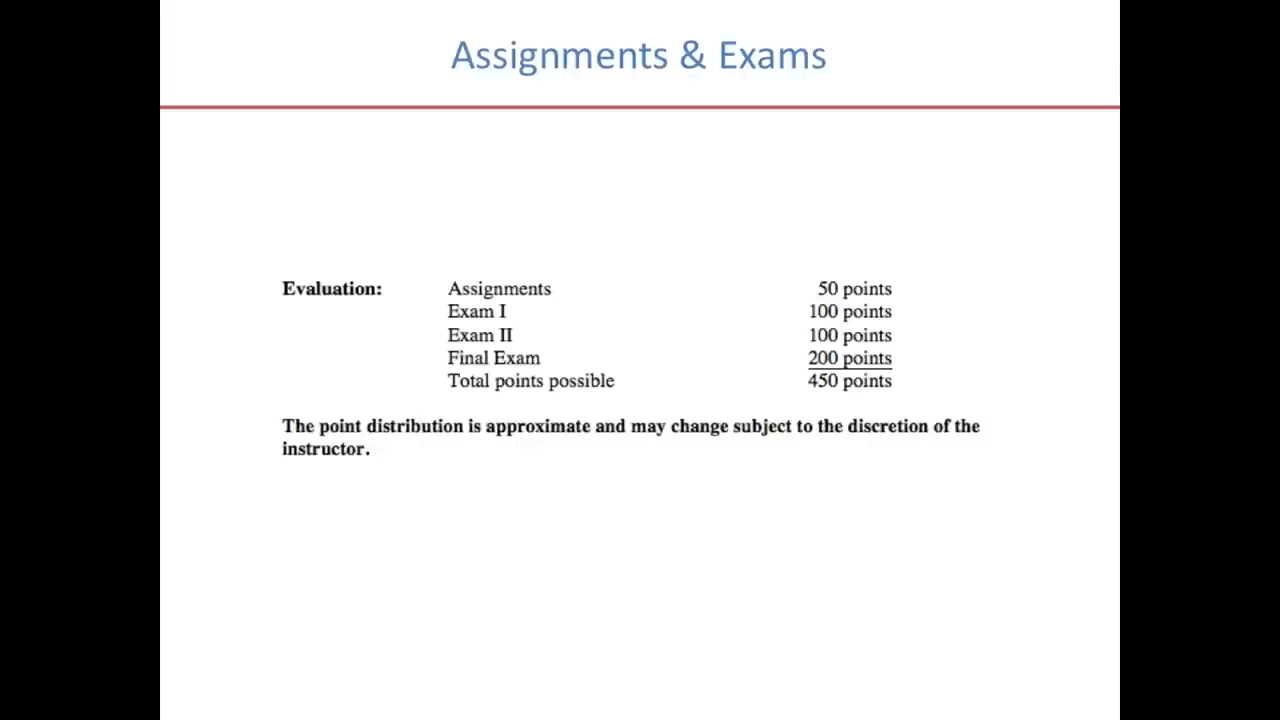 Assignments & Exams
Evaluation: Assignments 50 points
Exam I 100 points
Exam II 100 points
Final Exam 200 points
Total points possible 450 points
The point distribution is approximate and may change subject to the discretion of the
instructor.